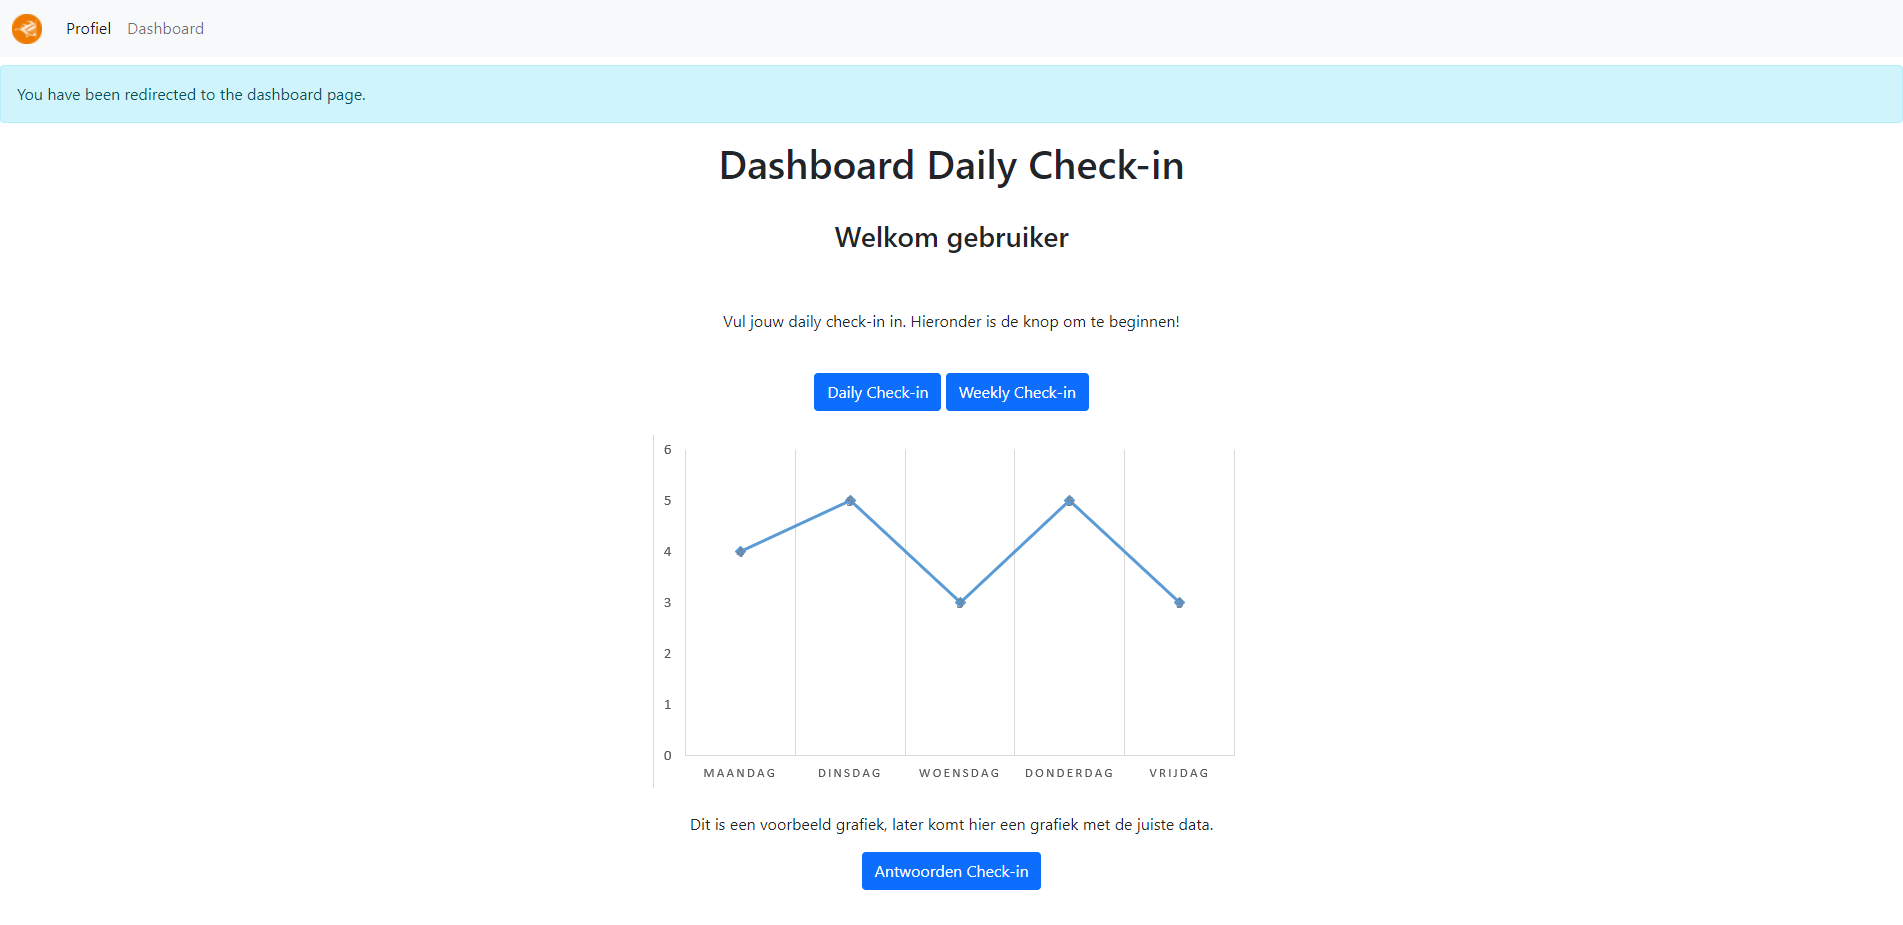 Profiel Dashboard
You have been redirected to the dashboard page.
Dashboard Daily Check-in
Welkom gebruiker
Vul jouw daily check-in in. Hieronder is de knop om te beginnen!
Daily Check-in Weekly Check-in
6
5
4
3
2
1
0
MAANDAG DINSDAG WOENSDAG DONDERDAG VRIJDAG
Dit is een voorbeeld grafiek, later komt hier een grafiek met de juiste data.
Antwoorden Check-in